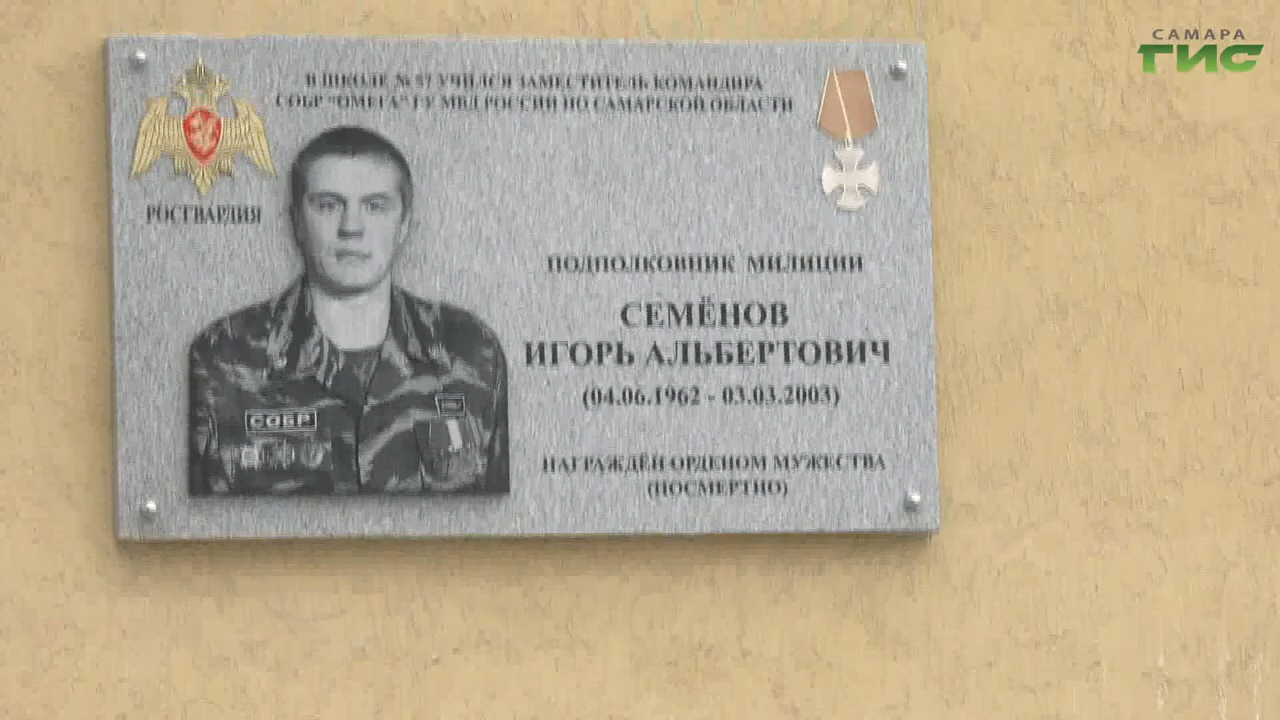 САМАРА
ГИС
В ШКОЛЕ № 57 УЧИЛСЯ ЗАМЕСТИТЕЛЬ КОМАНДИРА
СОБР "ОМЕГА" ГУ МВД РОССИИ ПО САМАРСКОЙ ОБЛАСТИ
РОСГВАРДИЯ
ПОДПОЛКОВНИК МИЛИЦИИ
СЕМЁНОВ
ИГОРЬ АЛЬБЕРТОВИЧ
(04.06.1962 - 03.03.2003)
СОБР
НАГРАЖДЁН ОРДЕНОМ МУЖЕСТВА
(ПОСМЕРТНО)